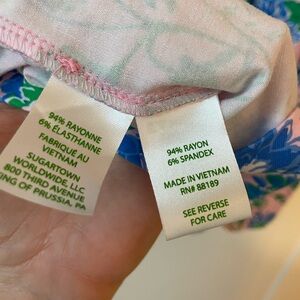 94% RAYONNE
6% ÉLASTHANNE
FABRIQUE AU
VIETNAM
SUGARTOWN
WORLDWIDE, LLC
800 THIRD AVENUE
KING OF PRUSSIA, PA
94% RAYON
6% SPANDEX
MADE IN VIETNAM
RN# 88189
SEE REVERSE
FOR CARE